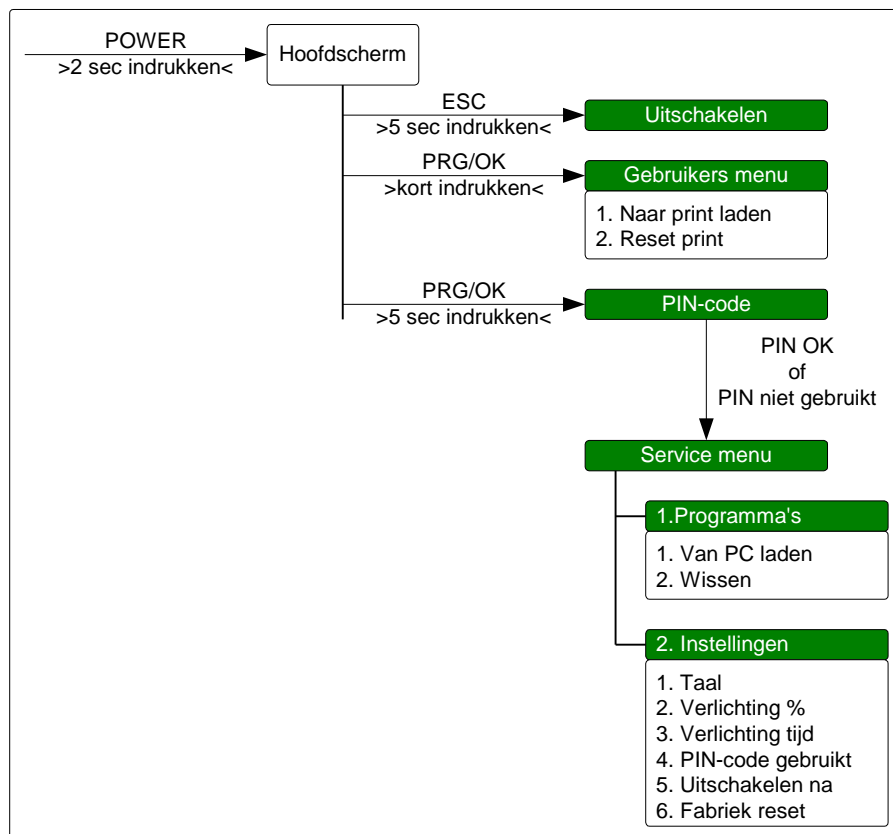 POWER
>2 sec indrukken<
Hoofdscherm
ESC
>5 sec indrukken<
Uitschakelen
PRG/OK
>kort indrukken<
Gebruikers menu
1. Naar print laden
2. Reset print
PRG/OK
>5 sec indrukken<
PIN-code
PIN OK
of
PIN niet gebruikt
Service menu
1.Programma's
1. Van PC laden
2. Wissen
2. Instellingen
1. Taal
2. Verlichting %
3. Verlichting tijd
4. PIN-code gebruikt
5. Uitschakelen na
6. Fabriek reset